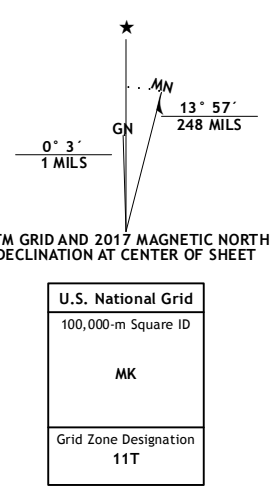 ★
MN
GN
13° 57´
248 MILS
0° 3´
1 MILS
TM GRID AND 2017 MAGNETIC NORTH
DECLINATION AT CENTER OF SHEET
U.S. National Grid
100,000-m Square ID
MK
Grid Zone Designation
11T